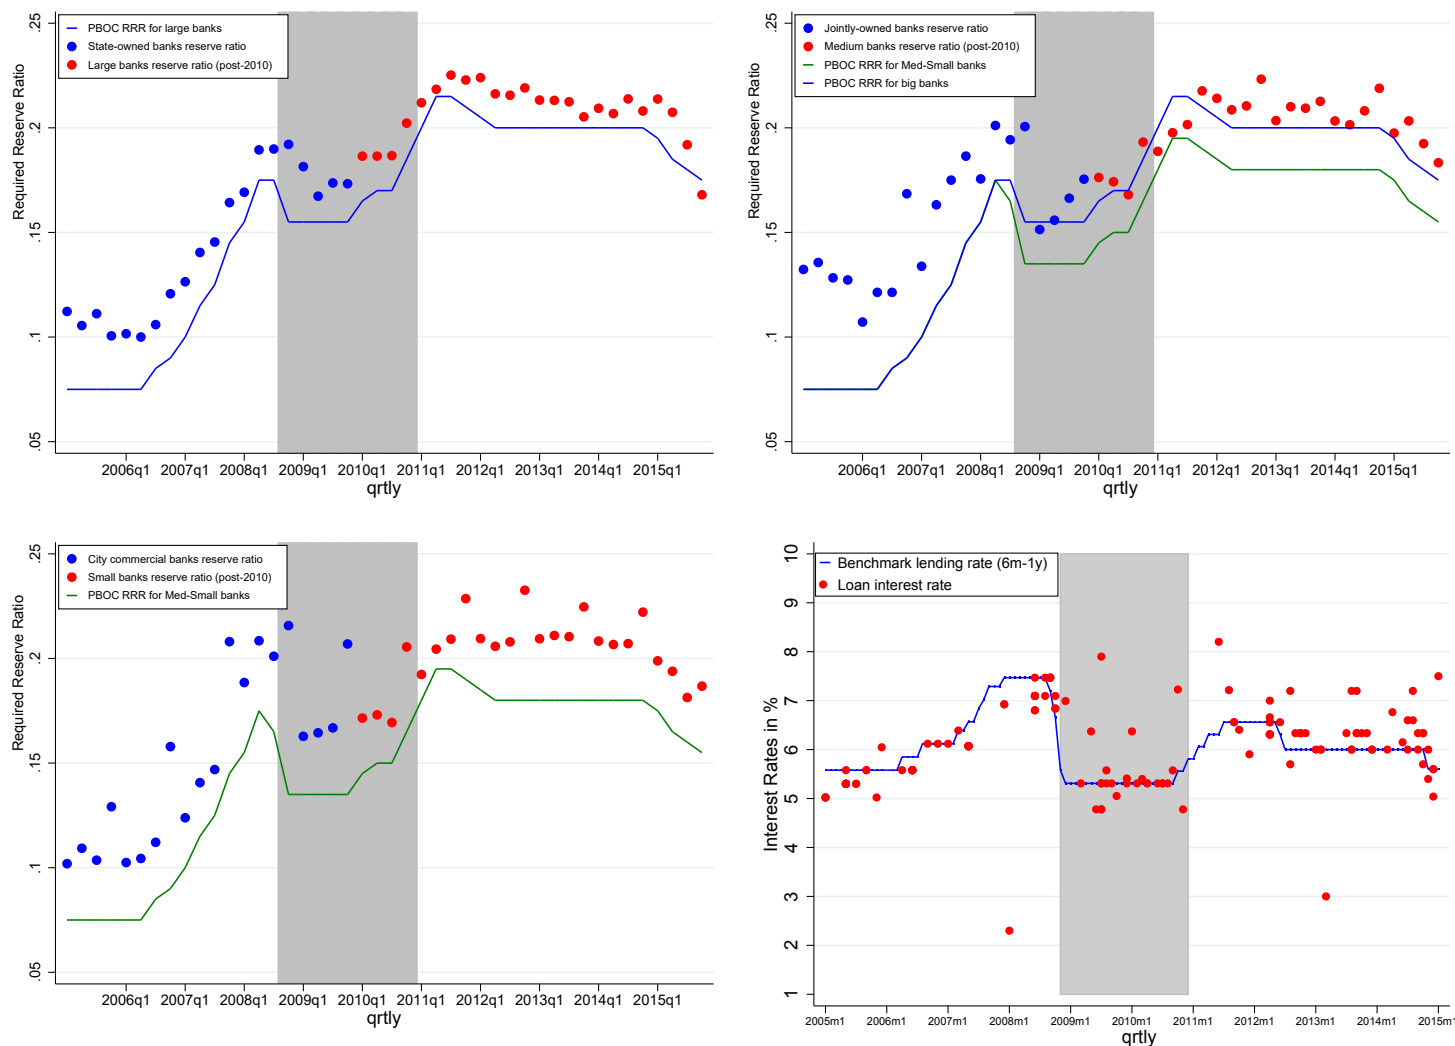 PBOC RRR for large banks
State-owned banks reserve ratio
Large banks reserve ratio (post-2010)
Required Reserve Ratio
.25
.2
.15
.1
.05
2006q1 2007q1 2008q1 2009q1 2010q1 2011q1 2012q1 2013q1 2014q1 2015q1
qrtly
Jointly-owned banks reserve ratio
Medium banks reserve ratio (post-2010)
PBOC RRR for Med-Small banks
PBOC RRR for big banks
Required Reserve Ratio
.25
.2
.15
.1
.05
2006q1 2007q1 2008q1 2009q1 2010q1 2011q1 2012q1 2013q1 2014q1 2015q1
qrtly
City commercial banks reserve ratio
Small banks reserve ratio (post-2010)
PBOC RRR for Med-Small banks
Required Reserve Ratio
.25
.2
.15
.1
.05
2006q1 2007q1 2008q1 2009q1 2010q1 2011q1 2012q1 2013q1 2014q1 2015q1
qrtly
Benchmark lending rate (6m-1y)
Loan interest rate
Interest Rates in %
10
9
8
7
6
5
4
3
2
1
2005m1 2006m1 2007m1 2008m1 2009m1 2010m1 2011m1 2012m1 2013m1 2014m1 2015m1
qrtly